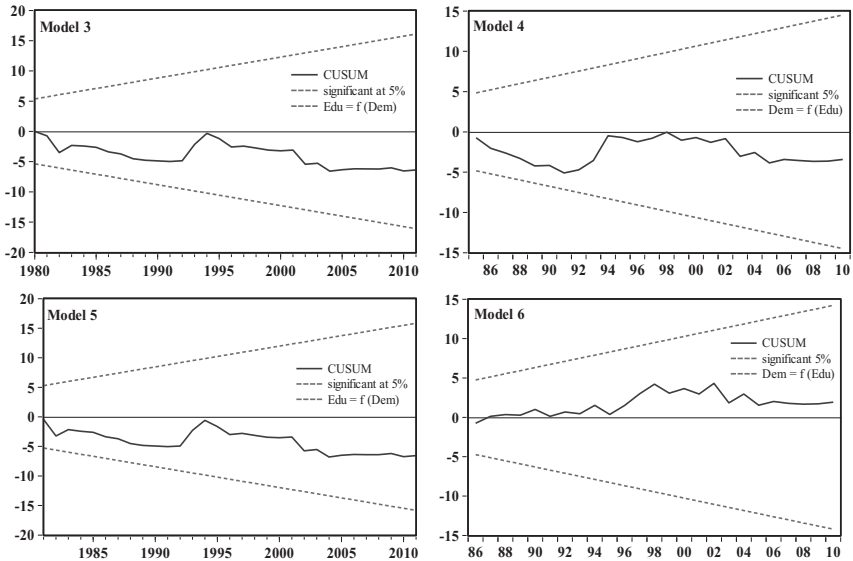 Model 3
20
15
10
5
0
-5
-10
-15
-20
CUSUM
significant at 5%
Edu = f (Dem)
1980 1985 1990 1995 2000 2005 2010
Model 4
15
10
5
0
-5
-10
-15
CUSUM
significant 5%
Dem = f (Edu)
86 88 90 92 94 96 98 00 02 04 06 08 10
Model 5
20
15
10
5
0
-5
-10
-15
-20
CUSUM
significant at 5%
Edu = f (Dem)
1985 1990 1995 2000 2005 2010
Model 6
15
10
5
0
-5
-10
-15
CUSUM
significant 5%
Dem = f (Edu)
86 88 90 92 94 96 98 00 02 04 06 08 10